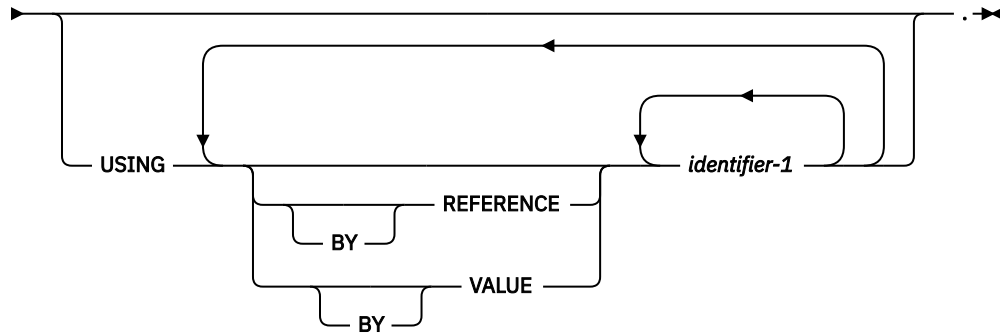 .
USING
identifier-1
REFERENCE
BY
VALUE
BY